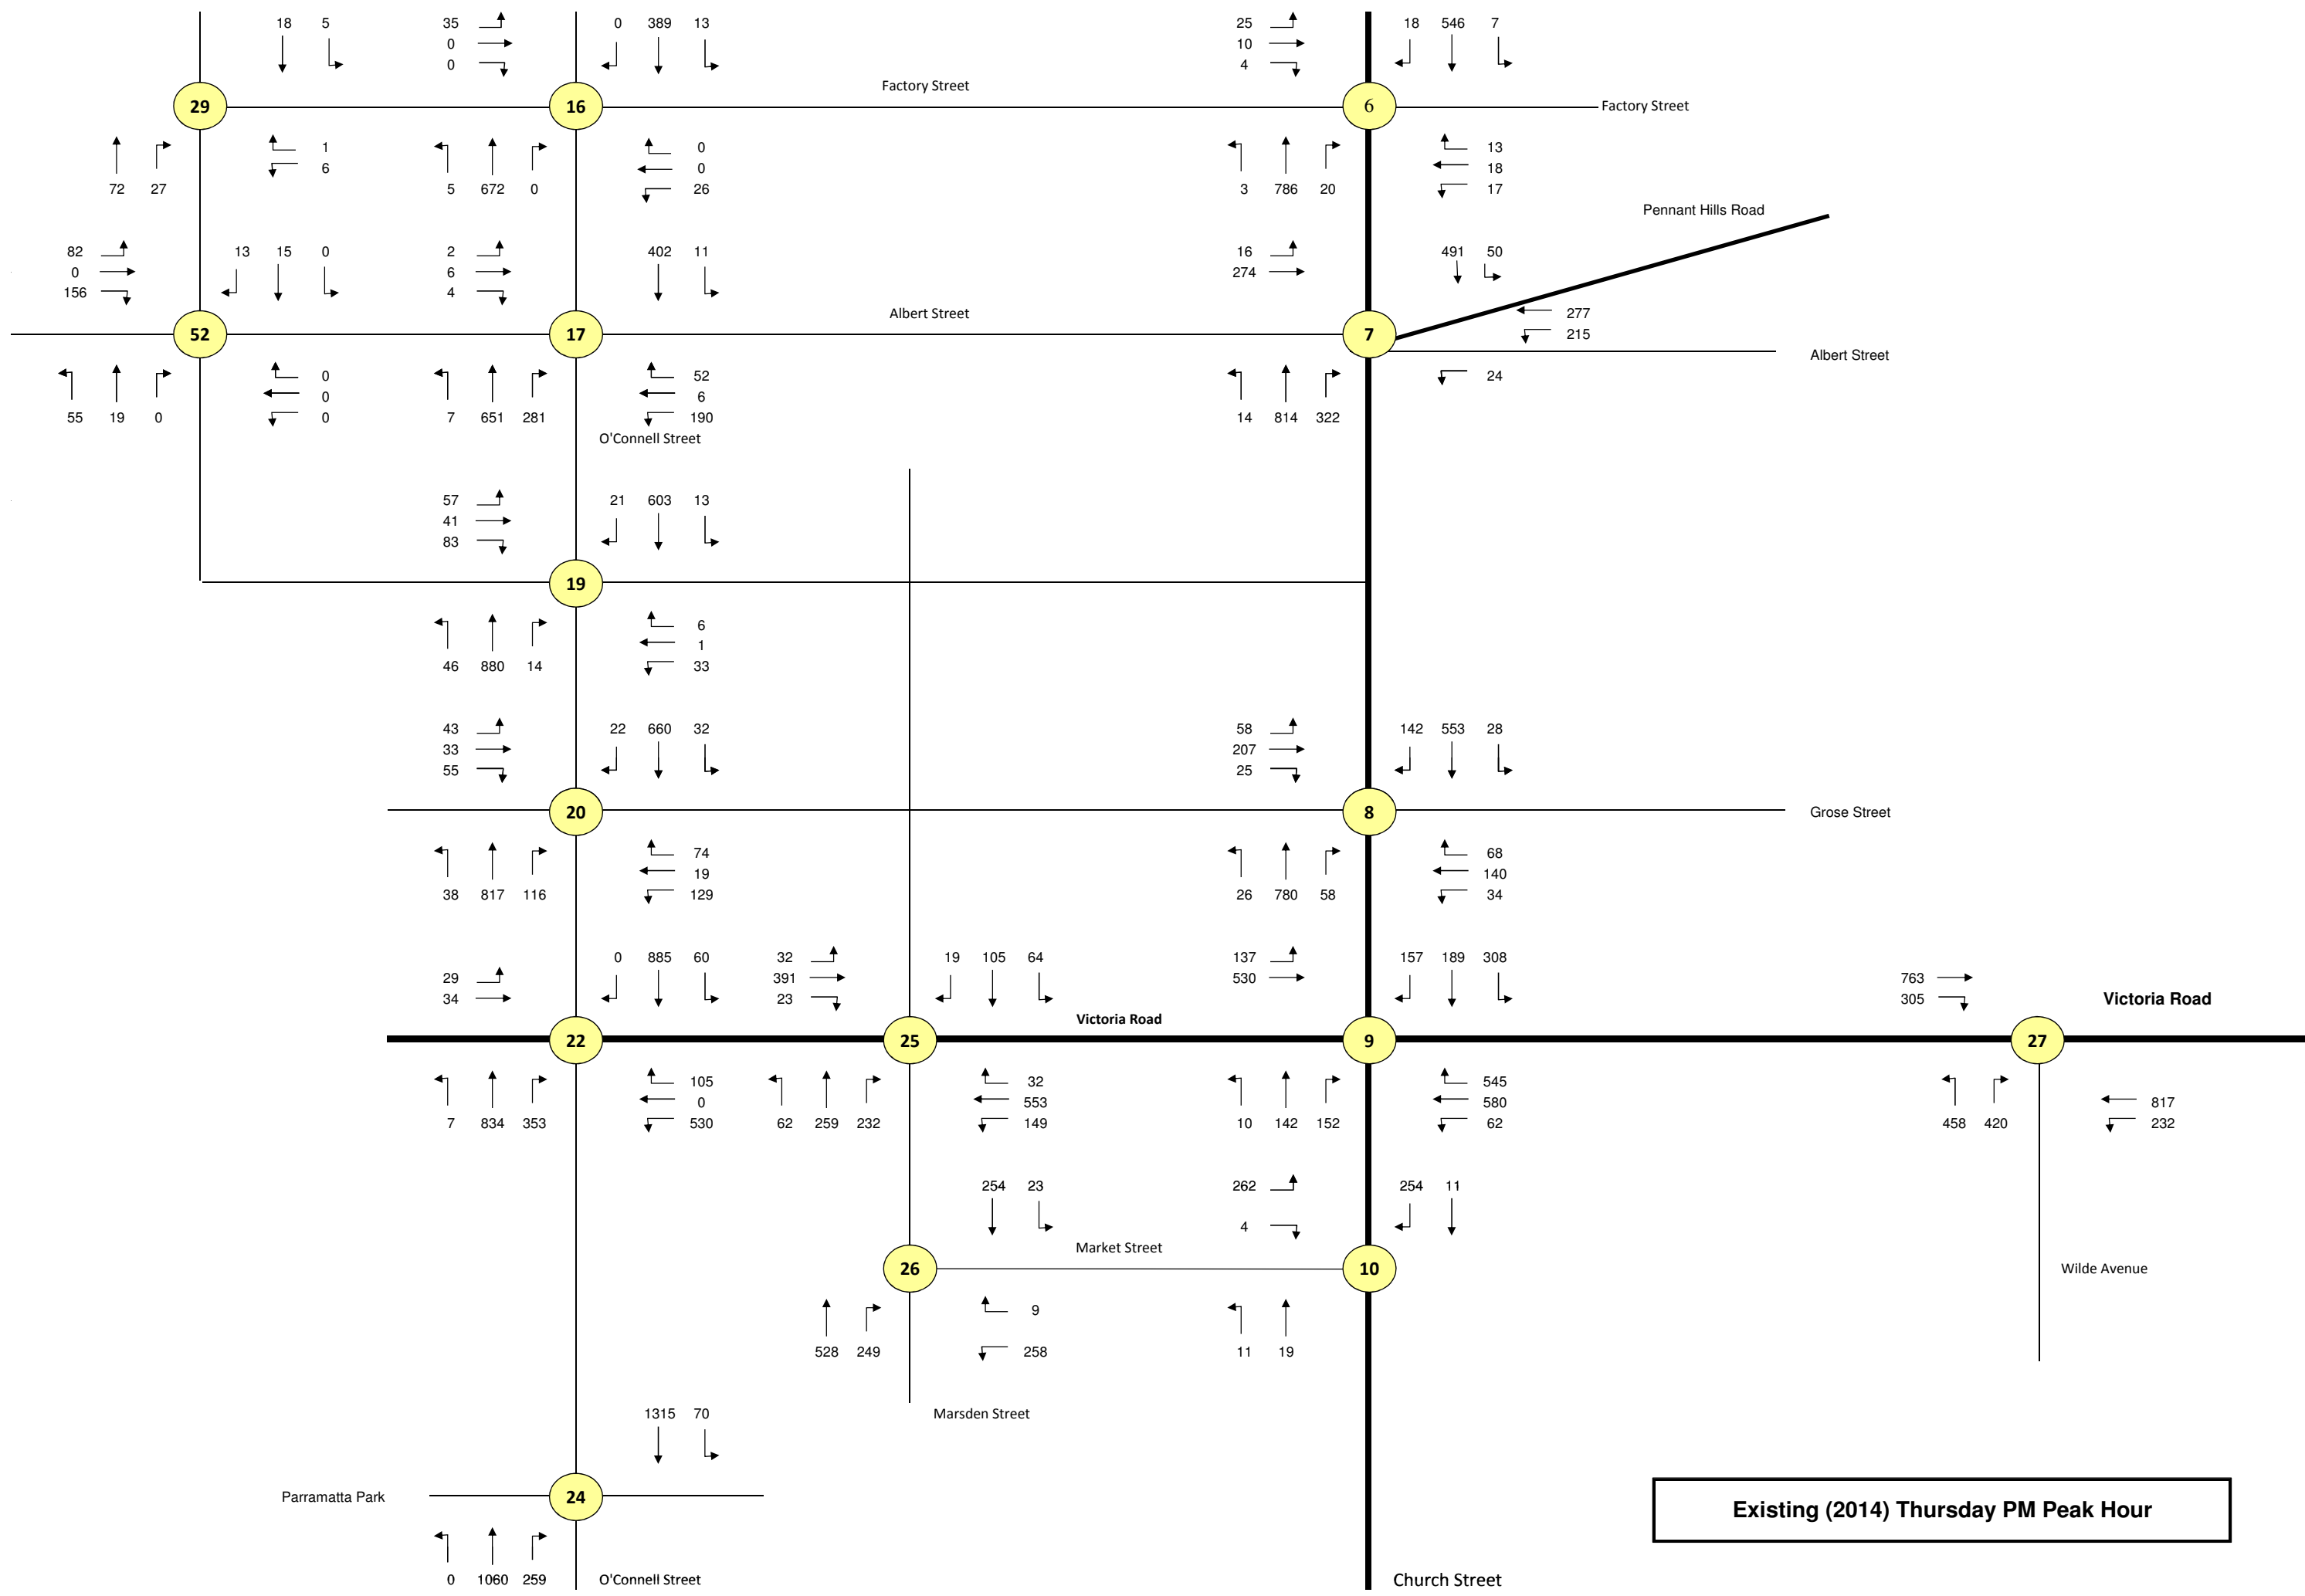 18 5 35 0 389 13 25 18 546 7
0 10
0 4
Factory Street
29 16 6 Factory Street
1 0 13
6 0 18
72 27 5 672 0 26 3 786 20 17
Pennant Hills Road
82 13 15 0 2 402 11 16 491 50
0 6 274
156 4
Albert Street 277
52 17 7 215
Albert Street
0 52 24
0 6
55 19 0 0 7 651 281 190 14 814 322
O'Connell Street
57 21 603 13
41
83
19
6
1
46 880 14 33
43 22 660 32 58 142 553 28
33 207
55 25
20 8 Grose Street
74 68
19 140
38 817 116 129 26 780 58 34
0 885 60 32 19 105 64 137 157 189 308
29 391 530 763
34 23 305 Victoria Road
Victoria Road
22 25 9 27
105 32 545
0 553 580 817
7 834 353 530 62 259 232 149 10 142 152 62 458 420 232
254 23 262 254 11
4
Market Street
26 10 Wilde Avenue
9
528 249 258 11 19
1315 70 Marsden Street
Parramatta Park 24
Existing (2014) Thursday PM Peak Hour
0 1060 259 O'Connell Street Church Street